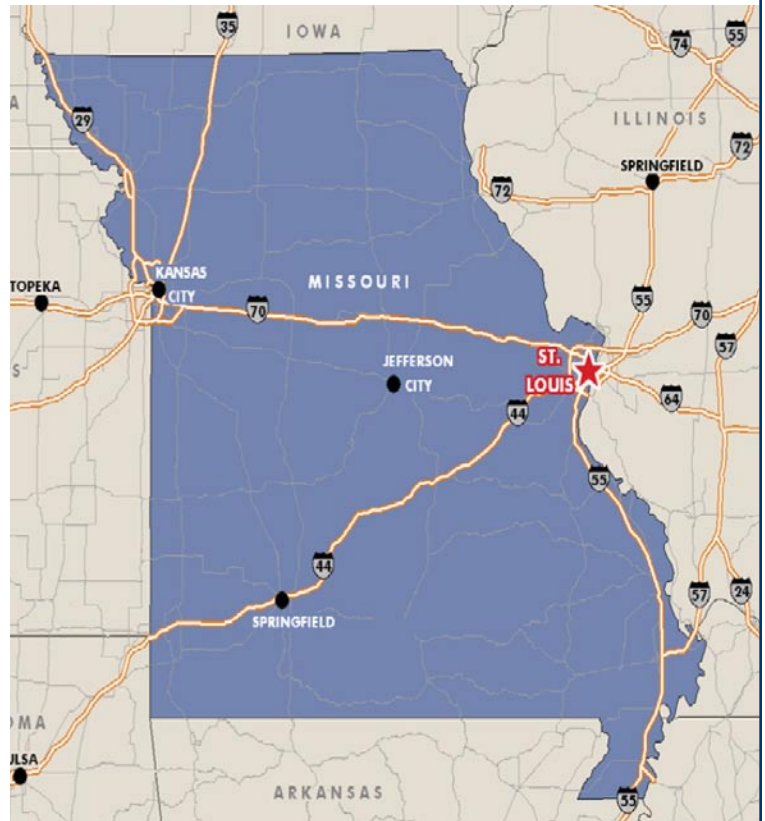 IOWA
35
74
55
A
29
ILLINOIS
72
SPRINGFIELD
72
KANSAS
CITY
MISSOURI
TOPEKA
70
55
70
57
S
JEFFERSON
CITY
ST.
LOUIS
64
44
55
44
57
24
SPRINGFIELD
OMA
ULSA
ARKANSAS
55